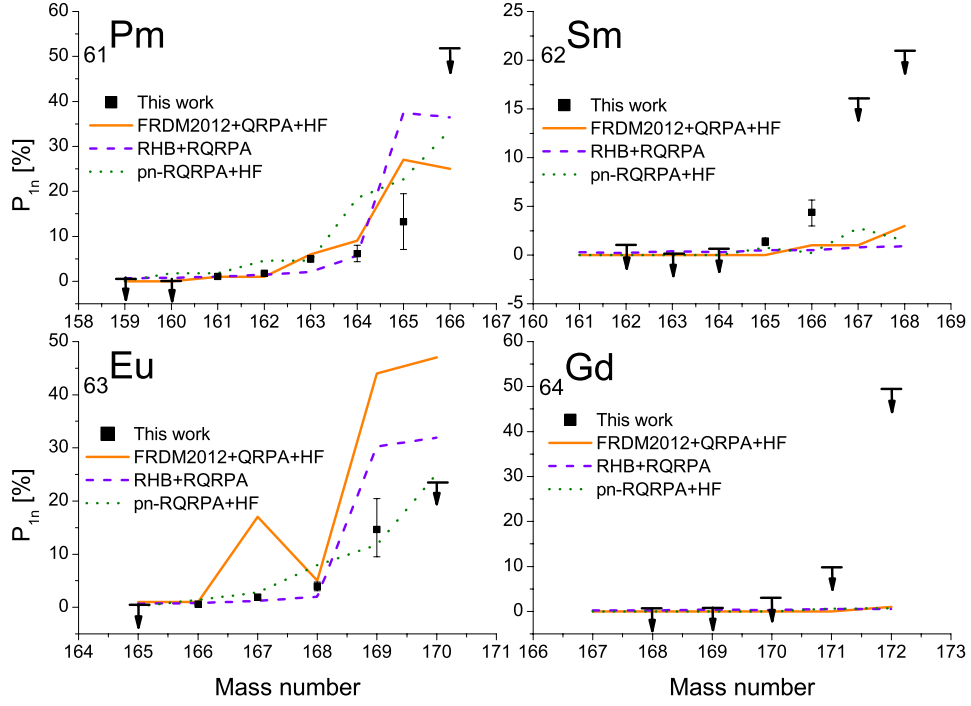 61Pm
60
50
40
30
20
10
0
P1n [%]
This work
FRDM2012+QRPA+HF
RHB+RQRPA
pn-RQRPA+HF
158 159 160 161 162 163 164 165 166 167
62Sm
25
20
15
10
5
0
-5
This work
FRDM2012+QRPA+HF
RHB+RQRPA
pn-RQRPA+HF
160 161 162 163 164 165 166 167 168 169
63Eu
50
40
30
20
10
0
P1n [%]
This work
FRDM2012+QRPA+HF
RHB+RQRPA
pn-RQRPA+HF
164 165 166 167 168 169 170 171
Mass number
64Gd
60
50
40
30
20
10
0
This work
FRDM2012+QRPA+HF
RHB+RQRPA
pn-RQRPA+HF
166 167 168 169 170 171 172 173
Mass number